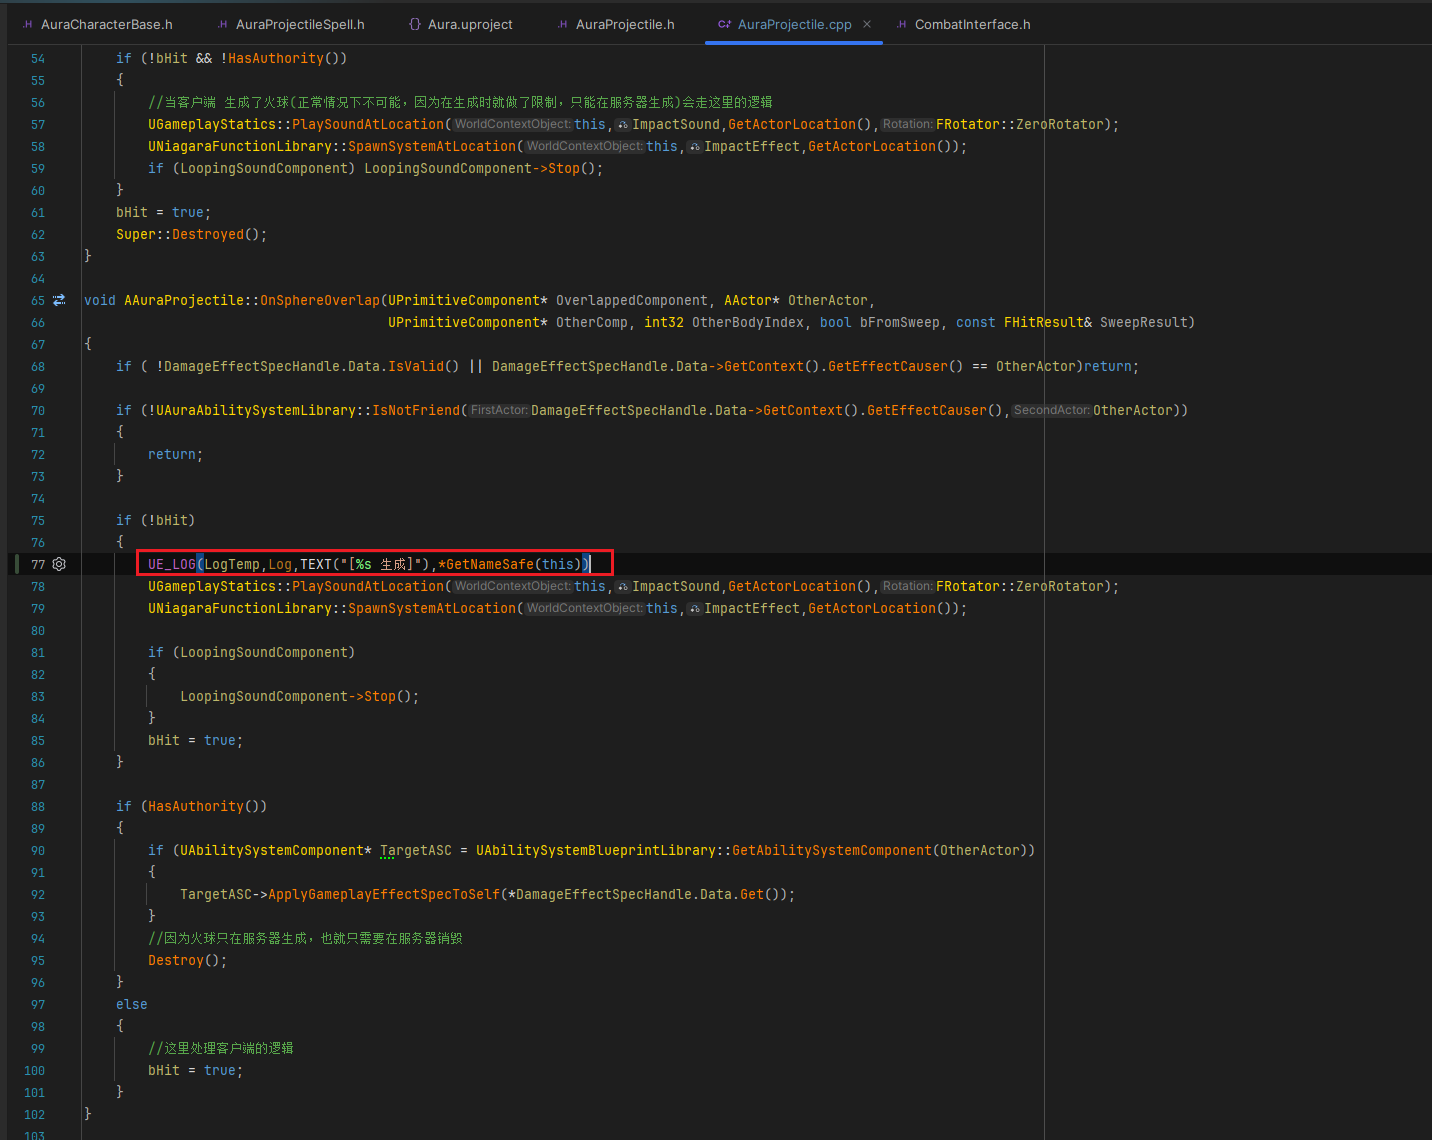 AuraCharacterBase.h AuraProjectileSpell.h Aura.uproject AuraProjectile.h AuraProjectile.cpp CombatInterface.h
54 if (!bHit && !HasAuthority())
55 {
56 //当客户端 生成了火球(正常情况下不可能，因为在生成时就做了限制，只能在服务器生成)会走这里的逻辑
57 UGameplayStatics::PlaySoundAtLocation( WorldContextObject: this, ImpactSound,GetActorLocation(), Rotation: FRotator::ZeroRotator);
58 UNiagaraFunctionLibrary::SpawnSystemAtLocation( WorldContextObject: this, ImpactEffect,GetActorLocation());
59 if (LoopingSoundComponent) LoopingSoundComponent->Stop();
60 }
61 bHit = true;
62 Super::Destroyed();
63 }
64
65 void AAuraProjectile::OnSphereOverlap(UPrimitiveComponent* OverlappedComponent, AActor* OtherActor,
66 UPrimitiveComponent* OtherComp, int32 OtherBodyIndex, bool bFromSweep, const FHitResult& SweepResult)
67 {
68 if ( !DamageEffectSpecHandle.Data.IsValid() || DamageEffectSpecHandle.Data->GetContext().GetEffectCauser() == OtherActor)return;
69
70 if (!UAuraAbilitySystemLibrary::IsNotFriend( FirstActor: DamageEffectSpecHandle.Data->GetContext().GetEffectCauser(), SecondActor: OtherActor))
71 {
72 return;
73 }
74
75 if (!bHit)
76 {
77 UE_LOG(LogTemp,Log,TEXT("[%s 生成]"),*GetNameSafe(this))
78 UGameplayStatics::PlaySoundAtLocation( WorldContextObject: this, ImpactSound,GetActorLocation(), Rotation: FRotator::ZeroRotator);
79 UNiagaraFunctionLibrary::SpawnSystemAtLocation( WorldContextObject: this, ImpactEffect,GetActorLocation());
80
81 if (LoopingSoundComponent)
82 {
83 LoopingSoundComponent->Stop();
84 }
85 bHit = true;
86 }
87
88 if (HasAuthority())
89 {
90 if (UAbilitySystemComponent* TargetASC = UAbilitySystemBlueprintLibrary::GetAbilitySystemComponent(OtherActor))
91 {
92 TargetASC->ApplyGameplayEffectSpecToSelf(*DamageEffectSpecHandle.Data.Get());
93 }
94 //因为火球只在服务器生成，也就只需要在服务器销毁
95 Destroy();
96 }
97 else
98 {
99 //这里处理客户端的逻辑
100 bHit = true;
101 }
102 }
103